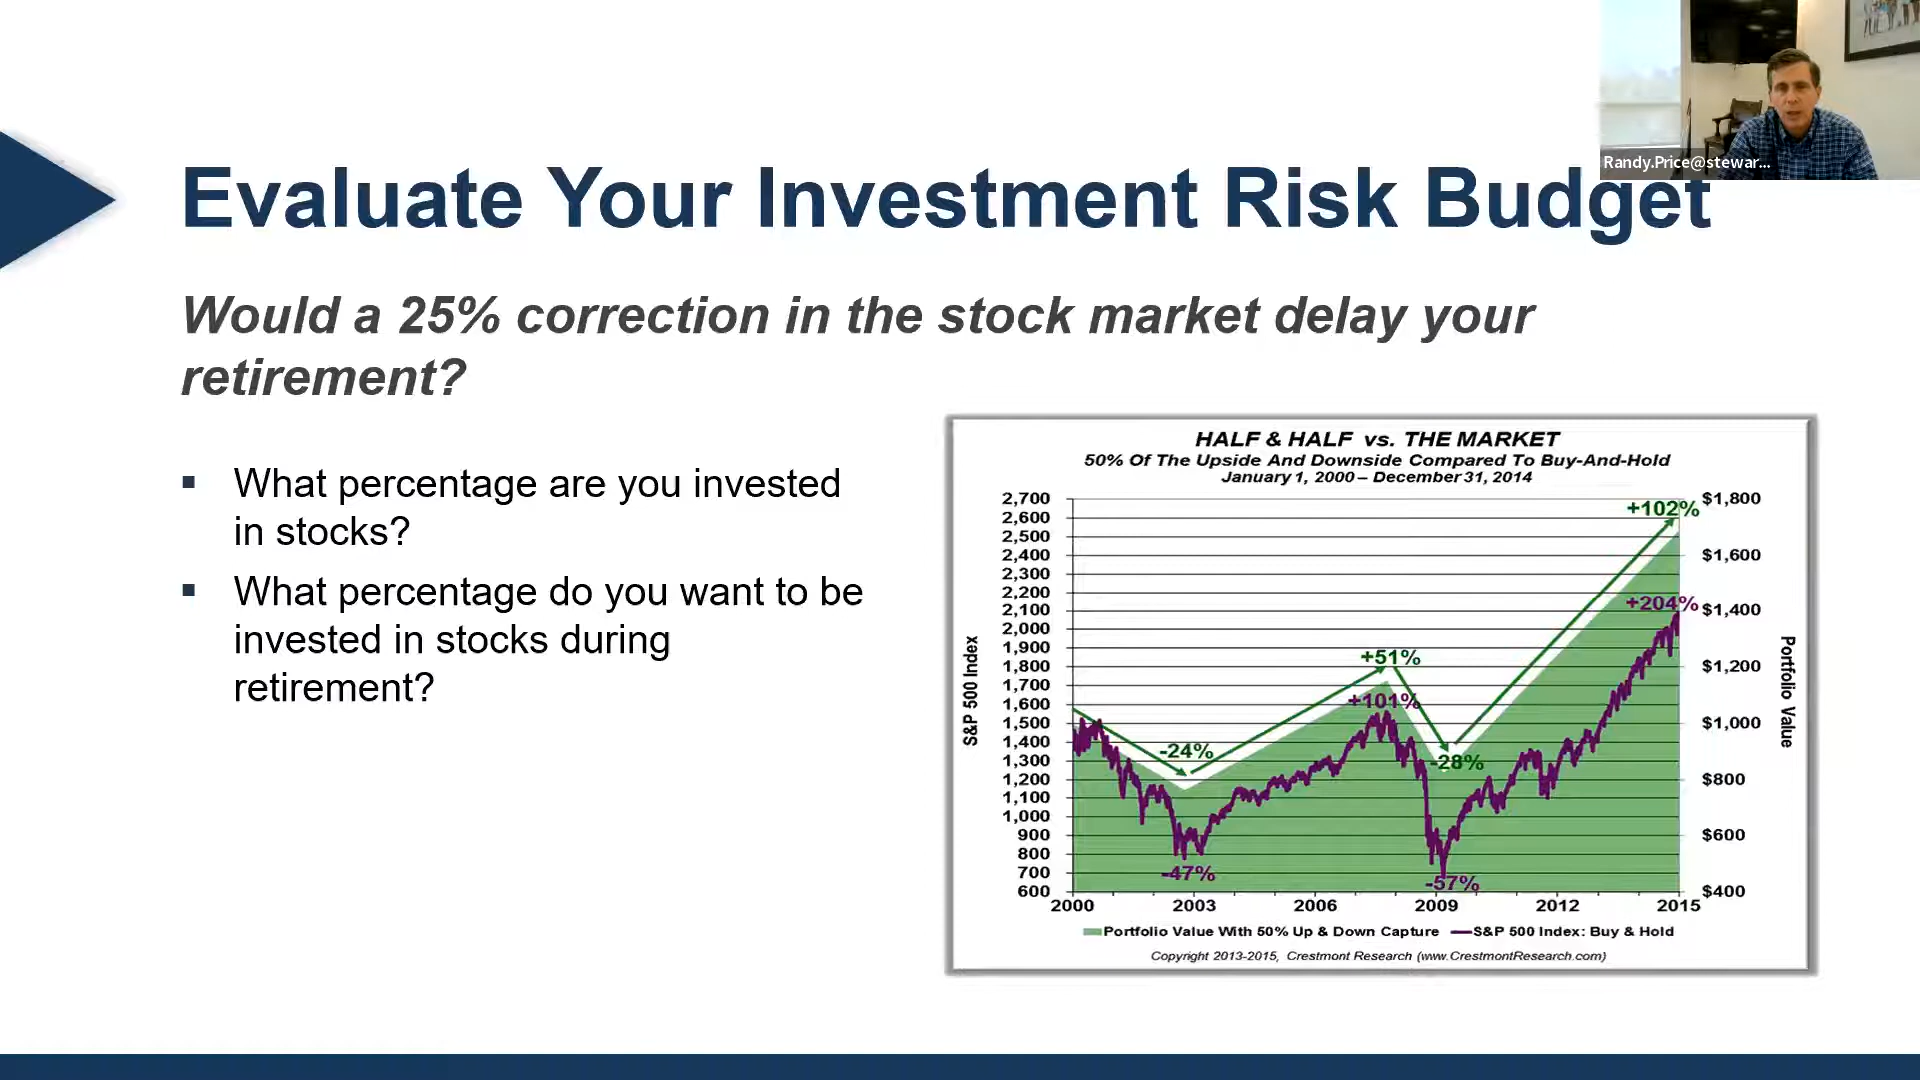 Randy.Price@stewar...
Evaluate Your Investment Risk Budget
Would a 25% correction in the stock market delay your
retirement?
▪ What percentage are you invested
in stocks?
▪ What percentage do you want to be
invested in stocks during
retirement?
HALF & HALF vs. THE MARKET
50% Of The Upside And Downside Compared To Buy-And-Hold
January 1, 2000 – December 31, 2014
S&P 500 Index
2,700
2,600
2,500
2,400
2,300
2,200
2,100
2,000
1,900
1,800
1,700
1,600
1,500
1,400
1,300
1,200
1,100
1,000
900
800
700
600
+102%
+204%
+51%
+101%
-24%
-28%
-47%
-57%
$1,800
$1,600
$1,400
$1,200
$1,000
$800
$600
$400
Portfolio Value
2000 2003 2006 2009 2012 2015
Portfolio Value With 50% Up & Down Capture S&P 500 Index: Buy & Hold
Copyright 2013-2015, Crestmont Research (www.CrestmontResearch.com)